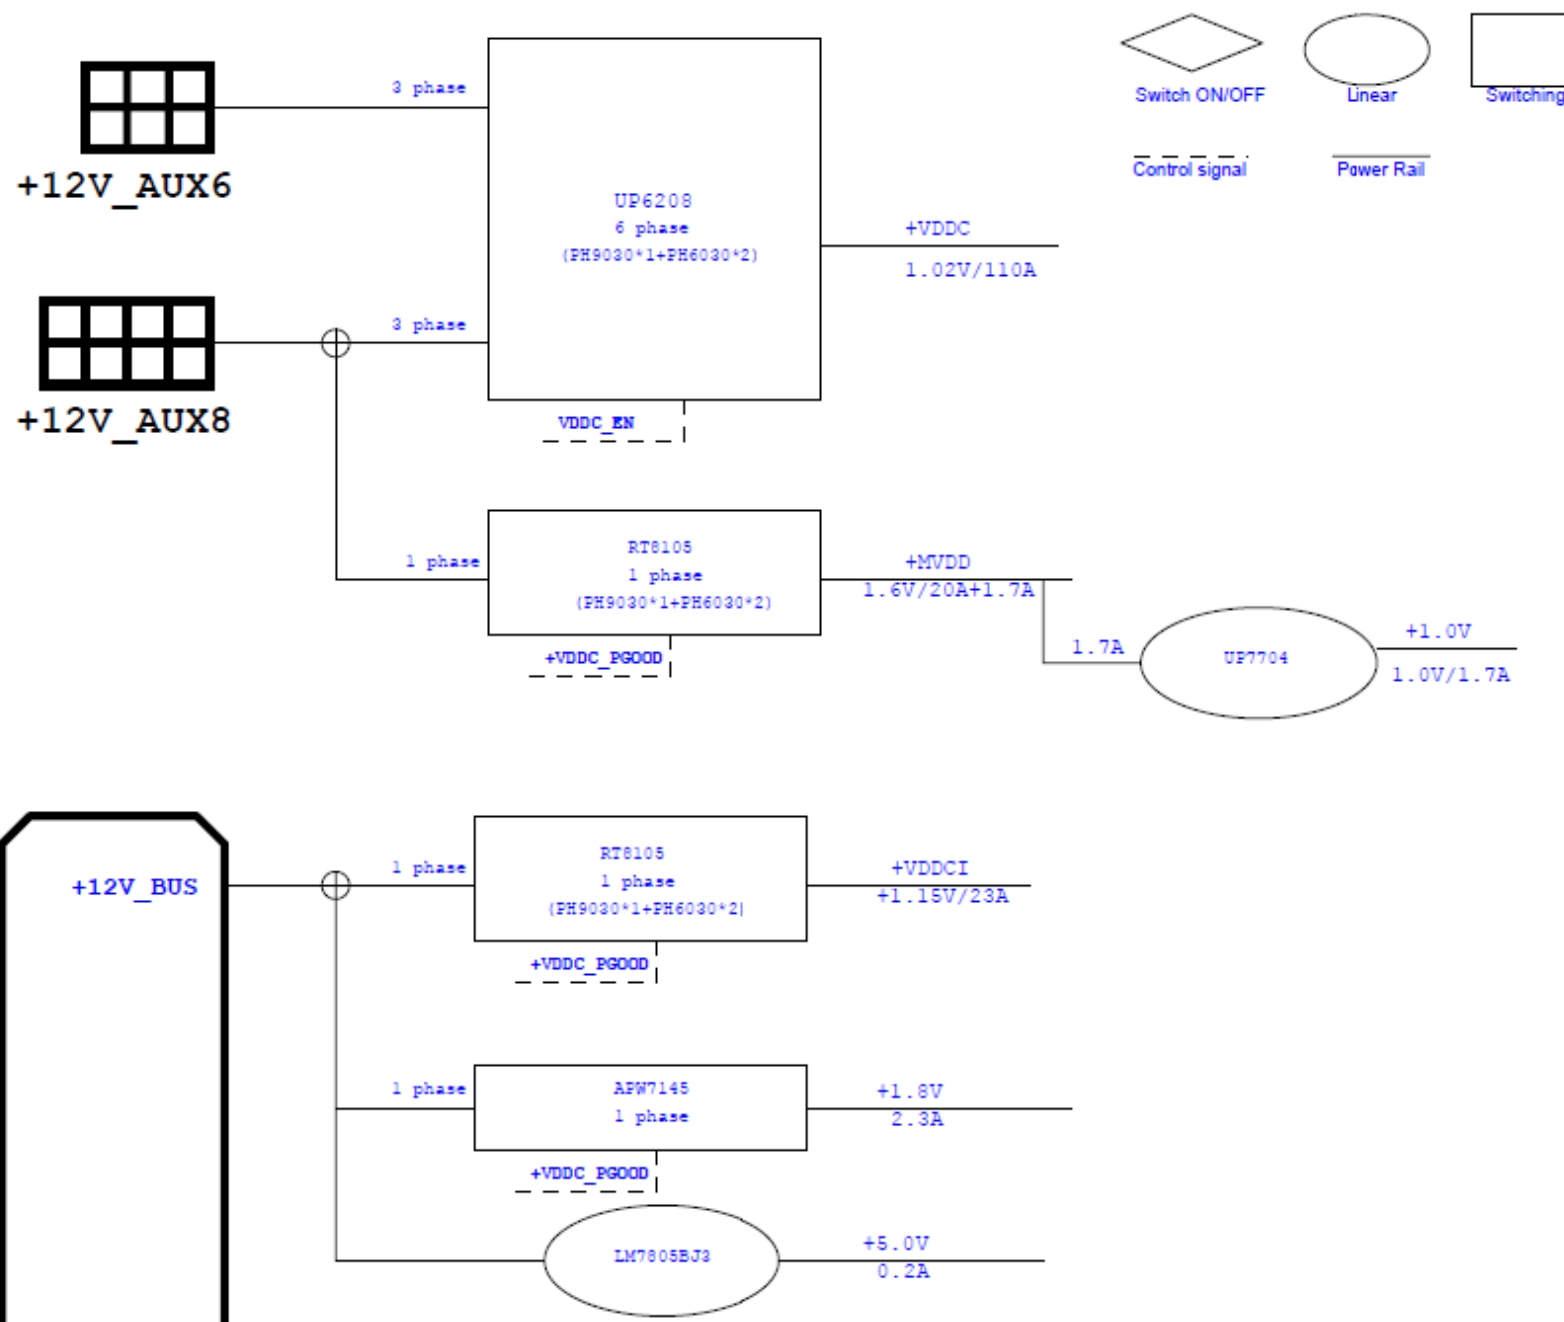 Switch ON/OFF
Linear
Switching
Control signal
Power Rail
3 phase
+12V_AUX6
UP6208
6 phase
(PH9030*1+PH6030*2)
+VDDC
1.02V/110A
3 phase
+12V_AUX8
VDDC_EN
1 phase
RT8105
1 phase
(PH9030*1+PH6030*2)
+MVDD
1.6V/20A+1.7A
+VDDC_PGOOD
1.7A
UP7704
+1.0V
1.0V/1.7A
+12V_BUS
1 phase
RT8105
1 phase
(PH9030*1+PH6030*2|
+VDDCI
+1.15V/23A
+VDDC_PGOOD
1 phase
APW7145
1 phase
+1.8V
2.3A
+VDDC_PGOOD
LM7805BJ3
+5.0V
0.2A